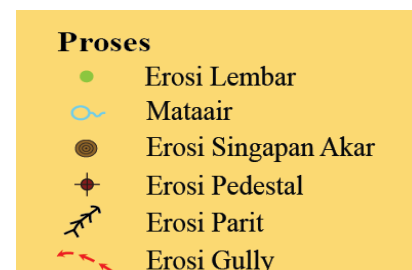 Proses
Erosi Lembar
Mataair
Erosi Singapan Akar
Erosi Pedestal
Erosi Parit
Erosi Gully